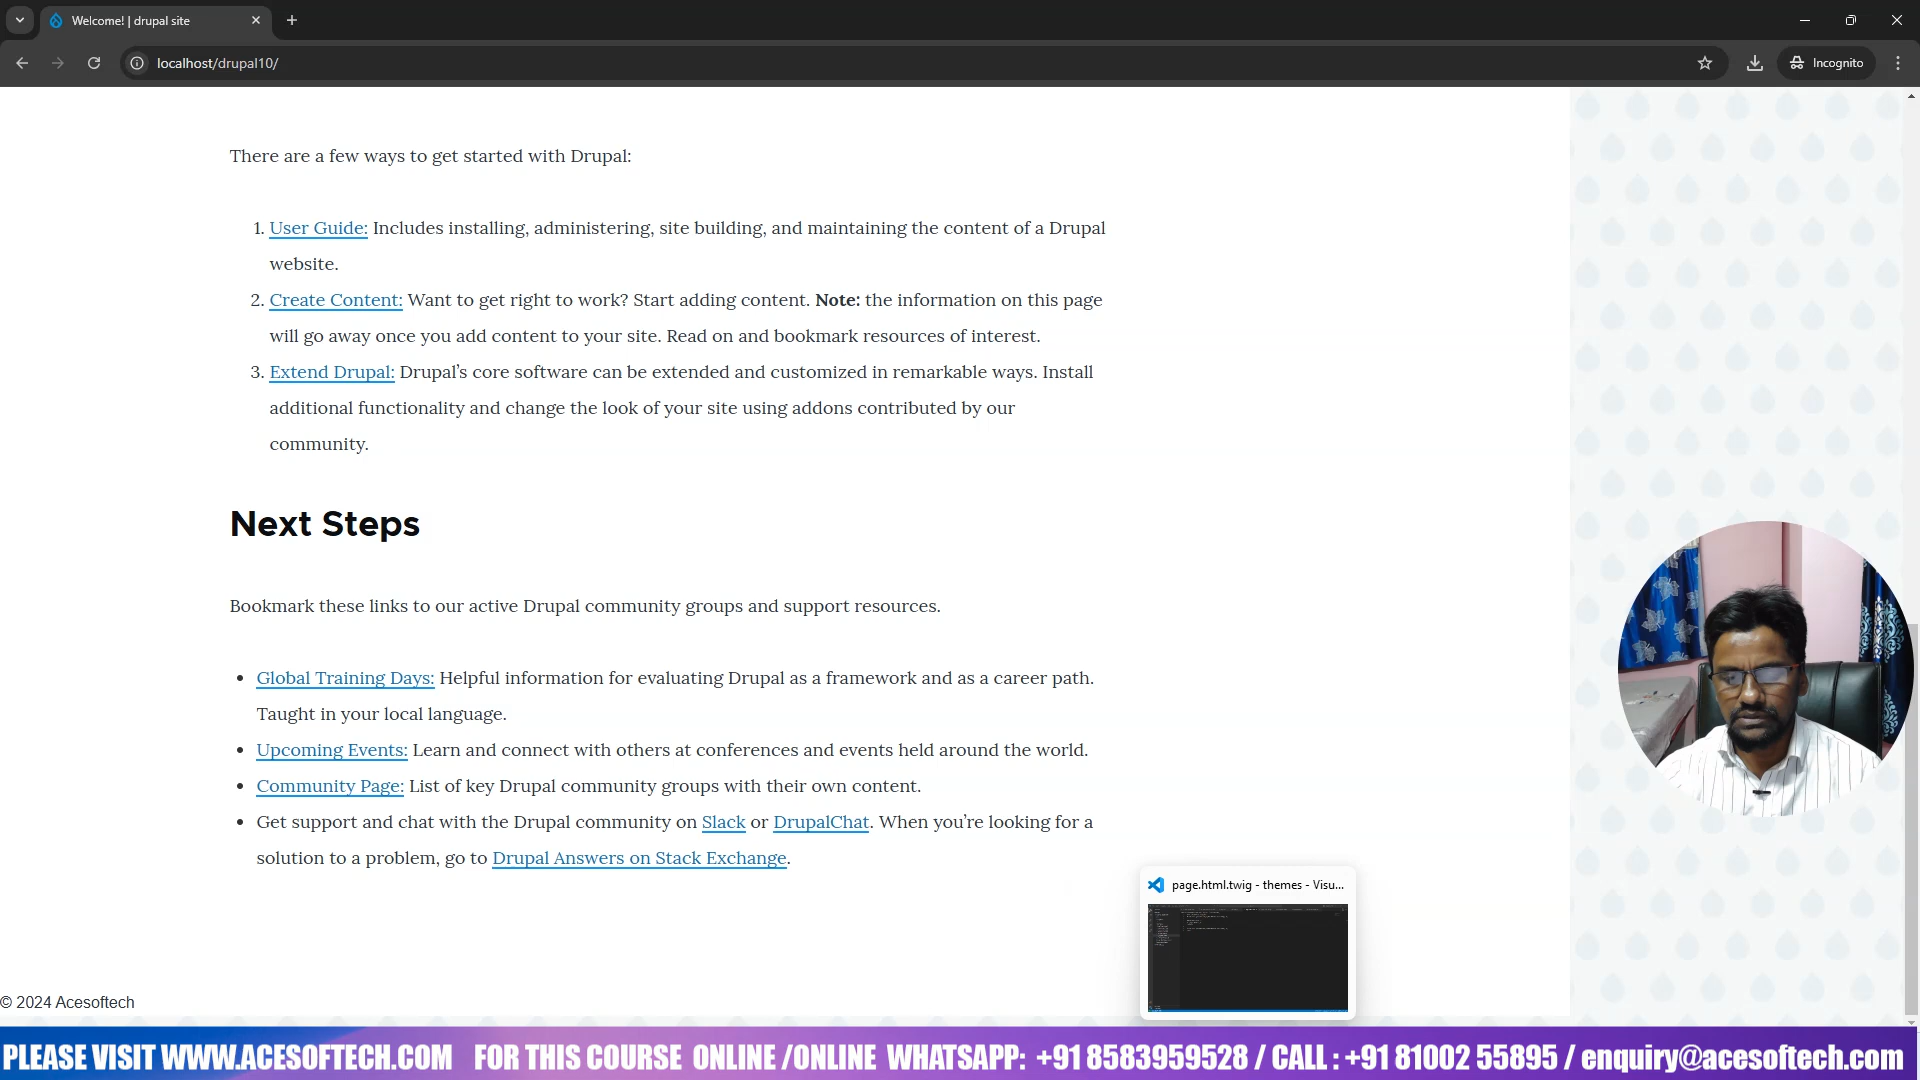 Welcome! | drupal site
localhost/drupal10/
Incognito
There are a few ways to get started with Drupal:
1. User Guide: Includes installing, administering, site building, and maintaining the content of a Drupal
website.
2. Create Content: Want to get right to work? Start adding content. Note: the information on this page
will go away once you add content to your site. Read on and bookmark resources of interest.
3. Extend Drupal: Drupal’s core software can be extended and customized in remarkable ways. Install
additional functionality and change the look of your site using addons contributed by our
community.
Next Steps
Bookmark these links to our active Drupal community groups and support resources.
• Global Training Days: Helpful information for evaluating Drupal as a framework and as a career path.
Taught in your local language.
• Upcoming Events: Learn and connect with others at conferences and events held around the world.
• Community Page: List of key Drupal community groups with their own content.
• Get support and chat with the Drupal community on Slack or DrupalChat. When you’re looking for a
solution to a problem, go to Drupal Answers on Stack Exchange.
page.html.twig - themes - Visu...
© 2024 Acesoftech
PLEASE VISIT WWW.ACESOFTECH.COM FOR THIS COURSE ONLINE /ONLINE WHATSAPP: +91 8583959528 / CALL : +91 81002 55895 / enquiry@acesoftech.com